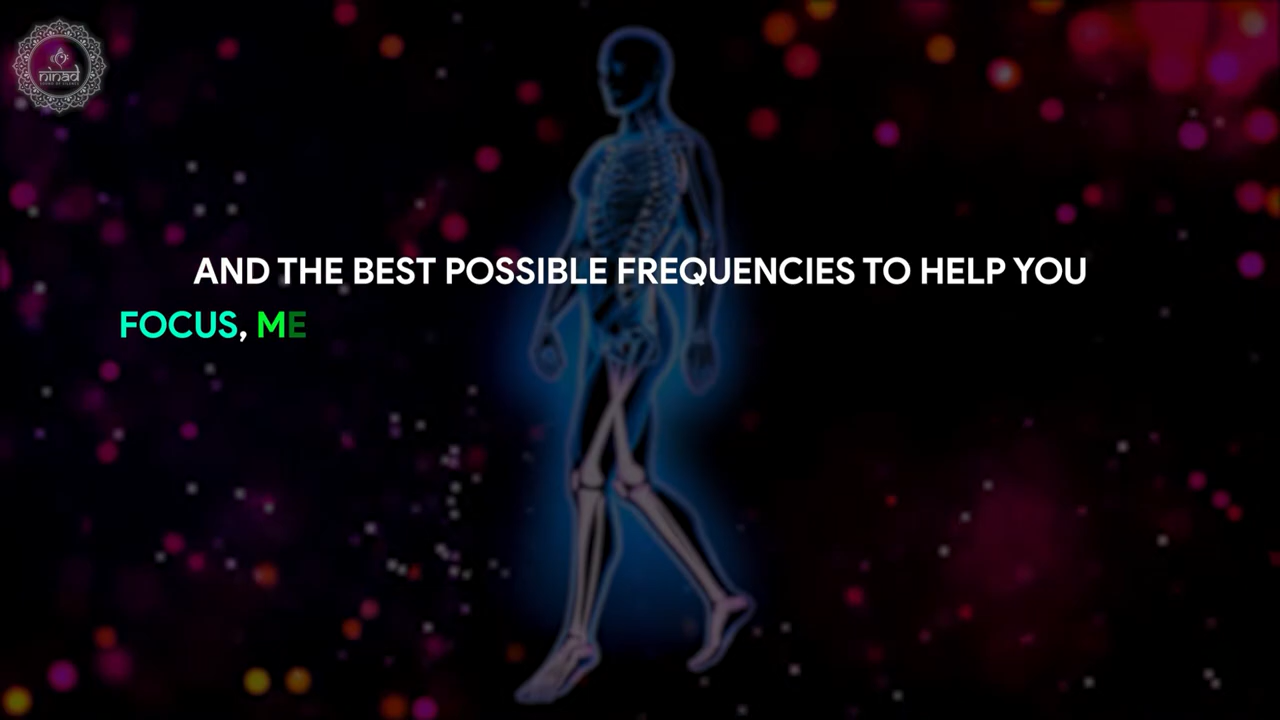 ninad
AND THE BEST POSSIBLE FREQUENCIES TO HELP YOU
FOCUS, ME